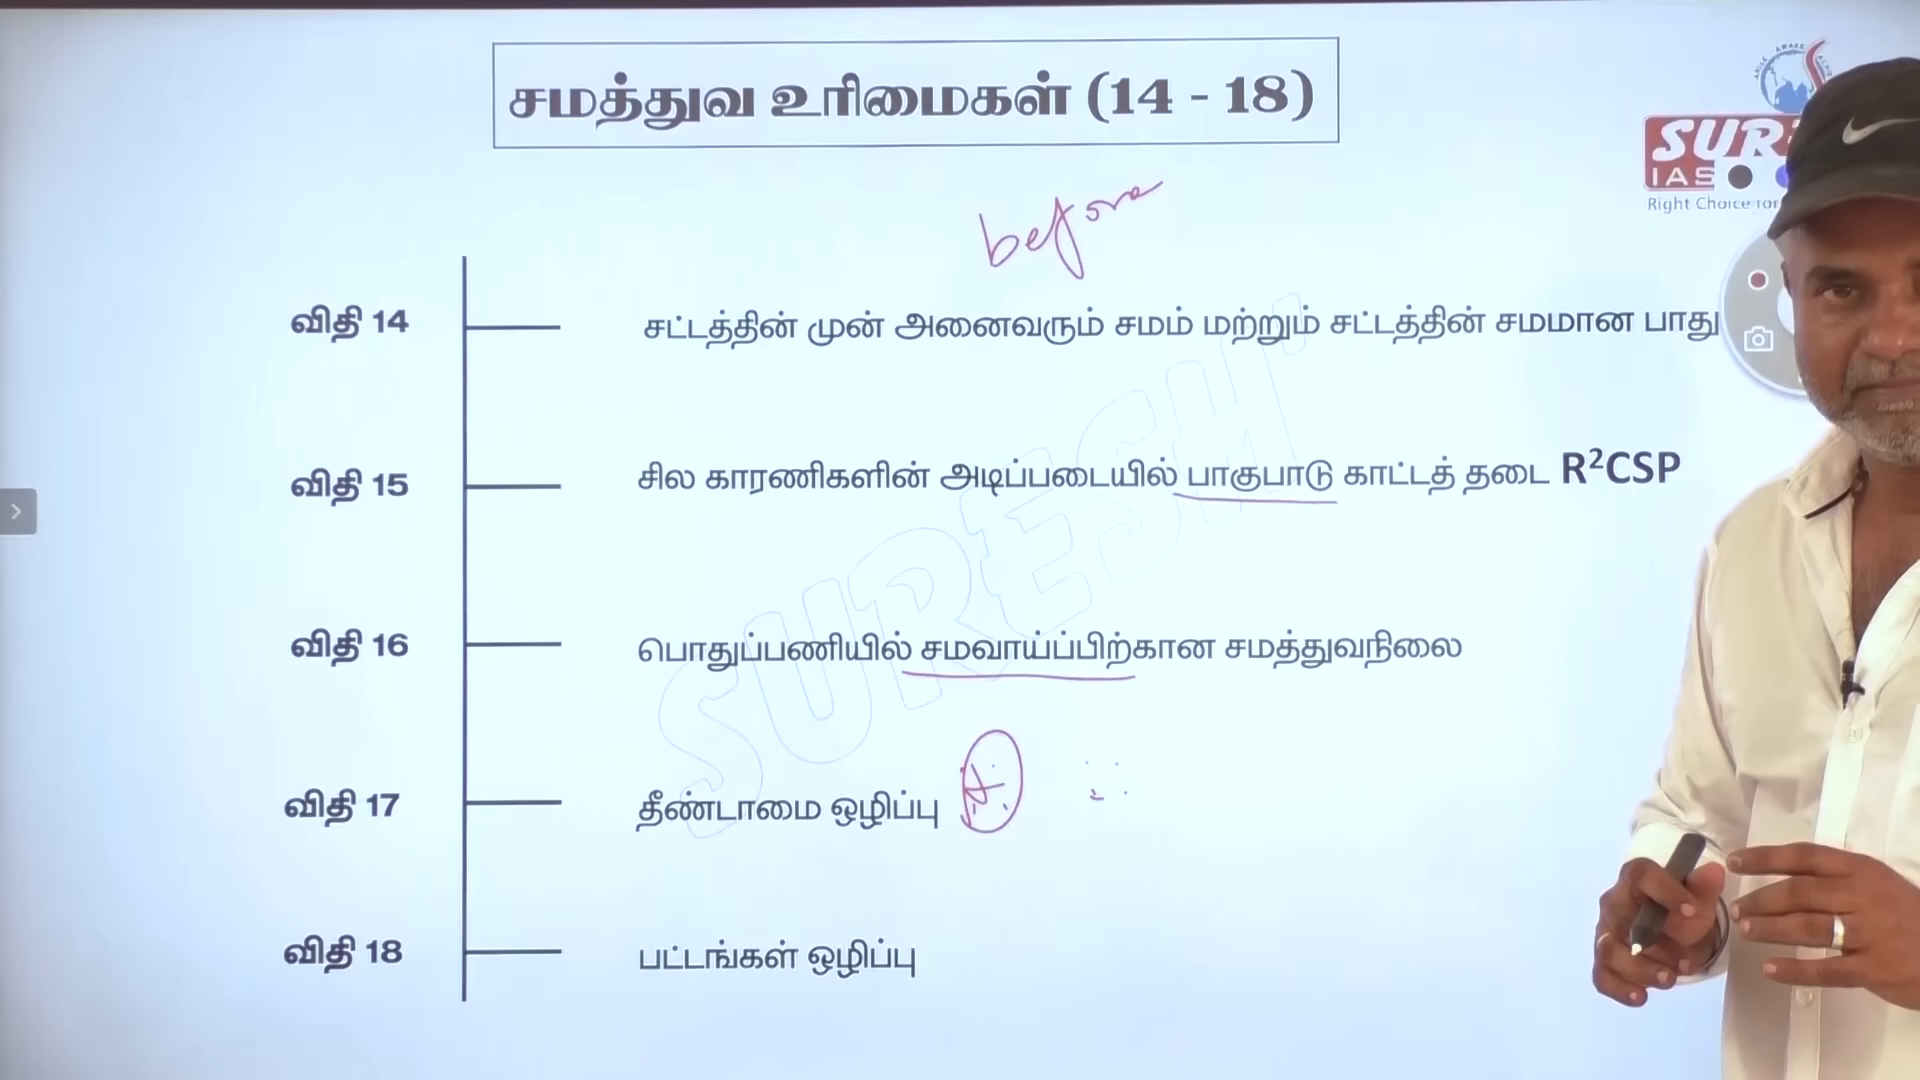 சமத்துவ உரிமைகள் (14 - 18)
SUR
IAS
Right Choice for
before
விதி 14 சட்டத்தின் முன் அனைவரும் சமம் மற்றும் சட்டத்தின் சமமான பாது
விதி 15 சில காரணிகளின் அடிப்படையில் பாகுபாடு காட்டத் தடை R²CSP
விதி 16 பொதுப்பணியில் சமவாய்ப்பிற்கான சமத்துவநிலை
விதி 17 தீண்டாமை ஒழிப்பு
விதி 18 பட்டங்கள் ஒழிப்பு
SURESH'